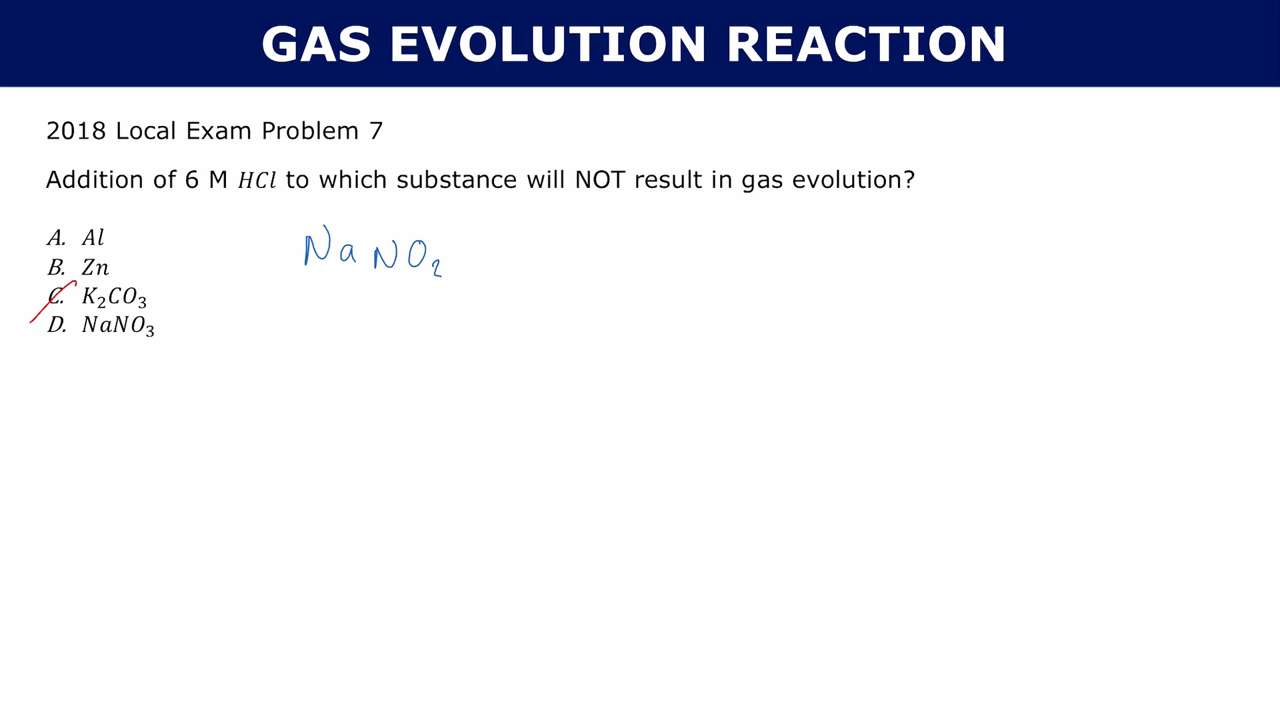 GAS EVOLUTION REACTION
2018 Local Exam Problem 7
Addition of 6 M HCl to which substance will NOT result in gas evolution?
A. Al
B. Zn
C. K₂CO₃
D. NaNO₃
NaNO₂